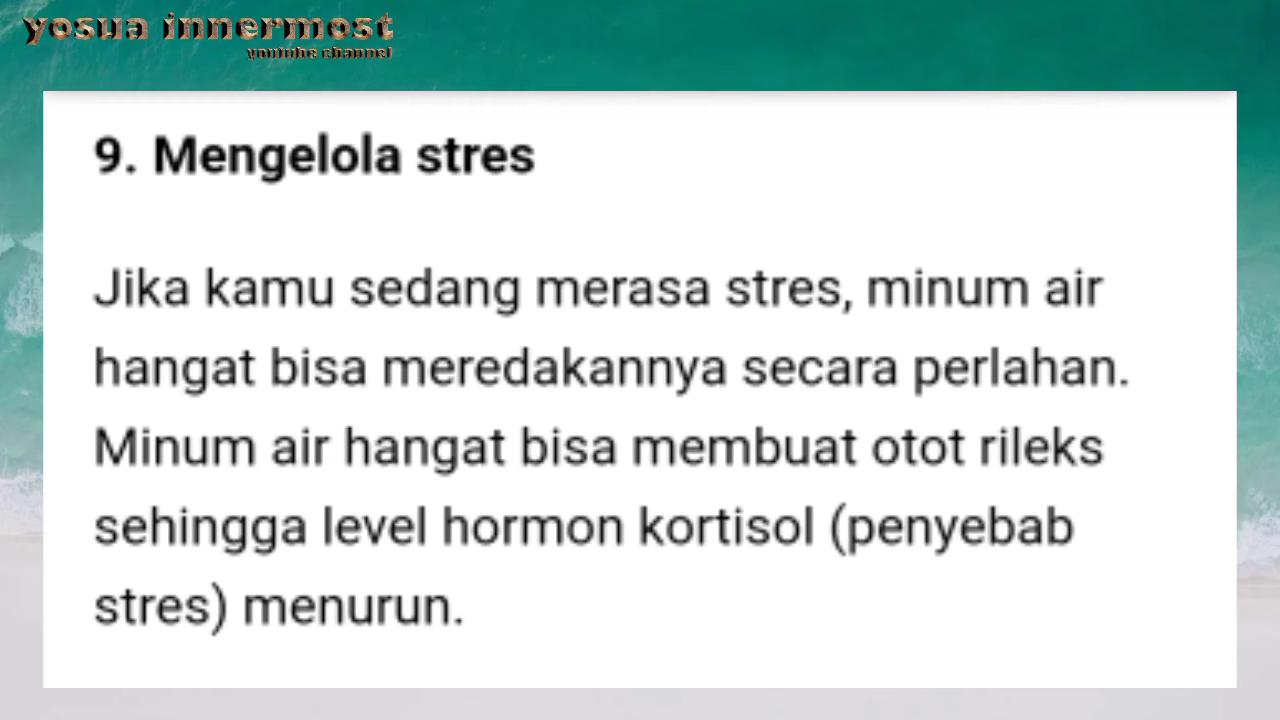 yosua innermost
youtube channel
9. Mengelola stres
Jika kamu sedang merasa stres, minum air
hangat bisa meredakannya secara perlahan.
Minum air hangat bisa membuat otot rileks
sehingga level hormon kortisol (penyebab
stres) menurun.